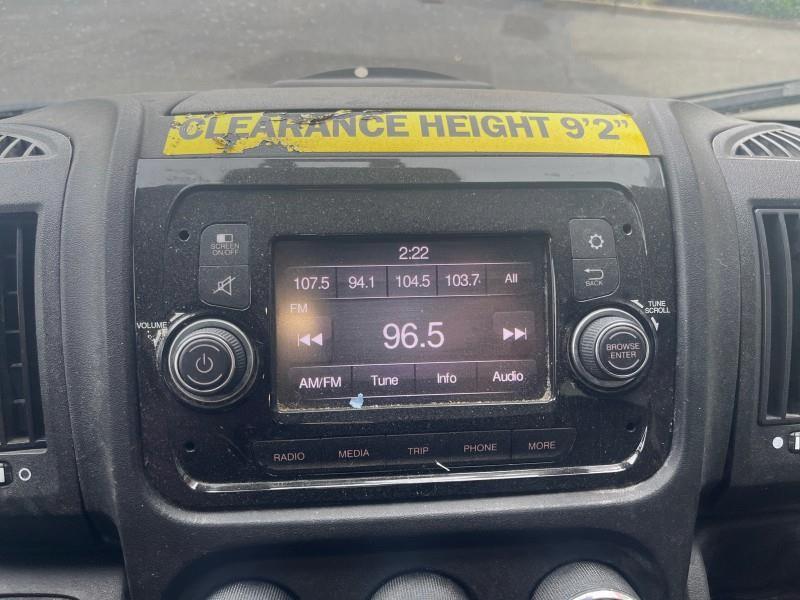 CLEARANCE HEIGHT 9'2"
SCREEN
ON/OFF
2:22
107.5 94.1 104.5 103.7 All
BACK
FM
VOLUME
TUNE
SCROLL
96.5
BROWSE
ENTER
AM/FM Tune Info Audio
RADIO MEDIA TRIP PHONE MORE